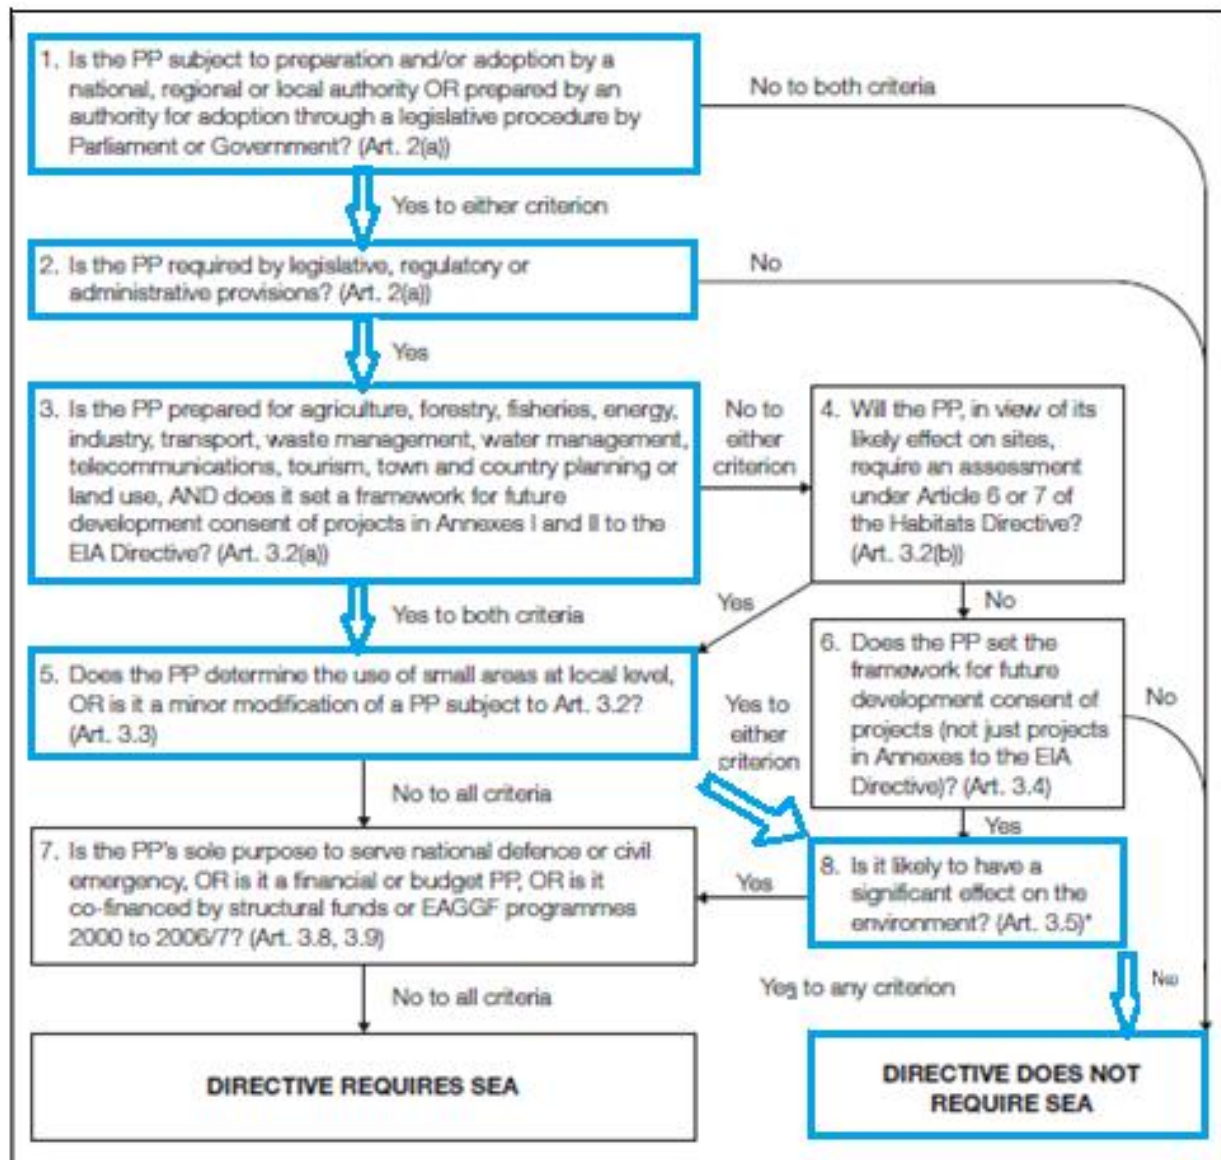 1. Is the PP subject to preparation and/or adoption by a
national, regional or local authority OR prepared by an
authority for adoption through a legislative procedure by
Parliament or Government? (Art. 2(a))
No to both criteria
Yes to either criterion
2. Is the PP required by legislative, regulatory or
administrative provisions? (Art. 2(a))
No
Yes
3. Is the PP prepared for agriculture, forestry, fisheries, energy,
industry, transport, waste management, water management,
telecommunications, tourism, town and country planning or
land use, AND does it set a framework for future
development consent of projects in Annexes I and II to the
EIA Directive? (Art. 3.2(a))
No to
either
criterion
4. Will the PP, in view of its
likely effect on sites,
require an assessment
under Article 6 or 7 of
the Habitats Directive?
(Art. 3.2(b))
Yes to both criteria
Yes
No
5. Does the PP determine the use of small areas at local level,
OR is it a minor modification of a PP subject to Art. 3.2?
(Art. 3.3)
Yes to
either
criterion
6. Does the PP set the
framework for future
development consent of
projects (not just projects
in Annexes to the EIA
Directive)? (Art. 3.4)
No
No to all criteria
Yes
7. Is the PP's sole purpose to serve national defence or civil
emergency, OR is it a financial or budget PP, OR is it
co-financed by structural funds or EAGGF programmes
2000 to 2006/7? (Art. 3.8, 3.9)
Yes
8. Is it likely to have a
significant effect on the
environment? (Art. 3.5)*
No to all criteria
Yes to any criterion
No
DIRECTIVE REQUIRES SEA
DIRECTIVE DOES NOT
REQUIRE SEA